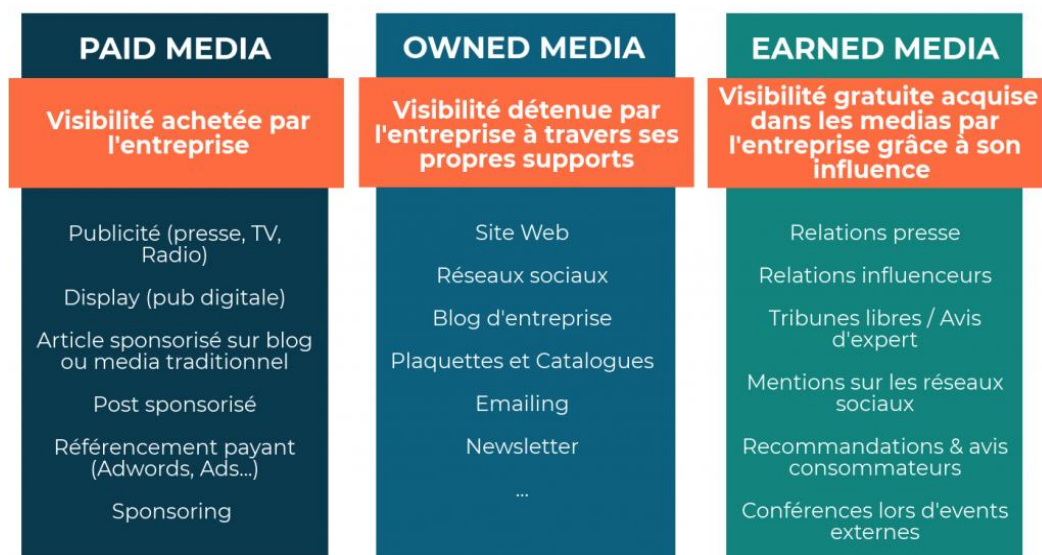 PAID MEDIA
Visibilité achetée par
l'entreprise
Publicité (presse, TV,
Radio)
Display (pub digitale)
Article sponsorisé sur blog
ou media traditionnel
Post sponsorisé
Référencement payant
(Adwords, Ads...)
Sponsoring
OWNED MEDIA
Visibilité détenue par
l'entreprise à travers ses
propres supports
Site Web
Réseaux sociaux
Blog d'entreprise
Plaquettes et Catalogues
Emailing
Newsletter
...
EARNED MEDIA
Visibilité gratuite acquise
dans les medias par
l'entreprise grâce à son
influence
Relations presse
Relations influenceurs
Tribunes libres / Avis
d'expert
Mentions sur les réseaux
sociaux
Recommandations & avis
consommateurs
Conférences lors d'events
externes